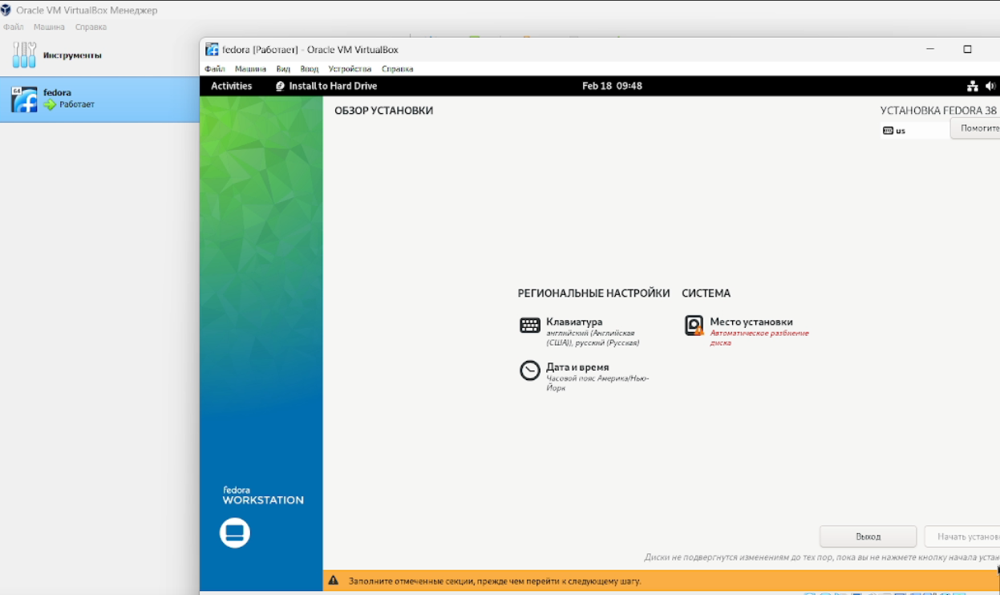 Oracle VM VirtualBox Менеджер
Файл Машина Справка
Инструменты
64
fedora
Работает
fedora [Работает] - Oracle VM VirtualBox
Файл Машина Вид Ввод Устройства Справка
Activities Install to Hard Drive Feb 18 09:48
ОБЗОР УСТАНОВКИ
УСТАНОВКА FEDORA 38
us
Помогите
РЕГИОНАЛЬНЫЕ НАСТРОЙКИ
СИСТЕМА
Клавиатура
английский (Английская
(США)), русский (Русская)
Место установки
Автоматическое разбиение
диска
Дата и время
Часовой пояс Америка/Нью-
Йорк
fedora
WORKSTATION
Выход
Начать установ
Диски не подвергнутся изменениям до тех пор, пока вы не нажмете кнопку начала устан
Заполните отмеченные секции, прежде чем перейти к следующему шагу.